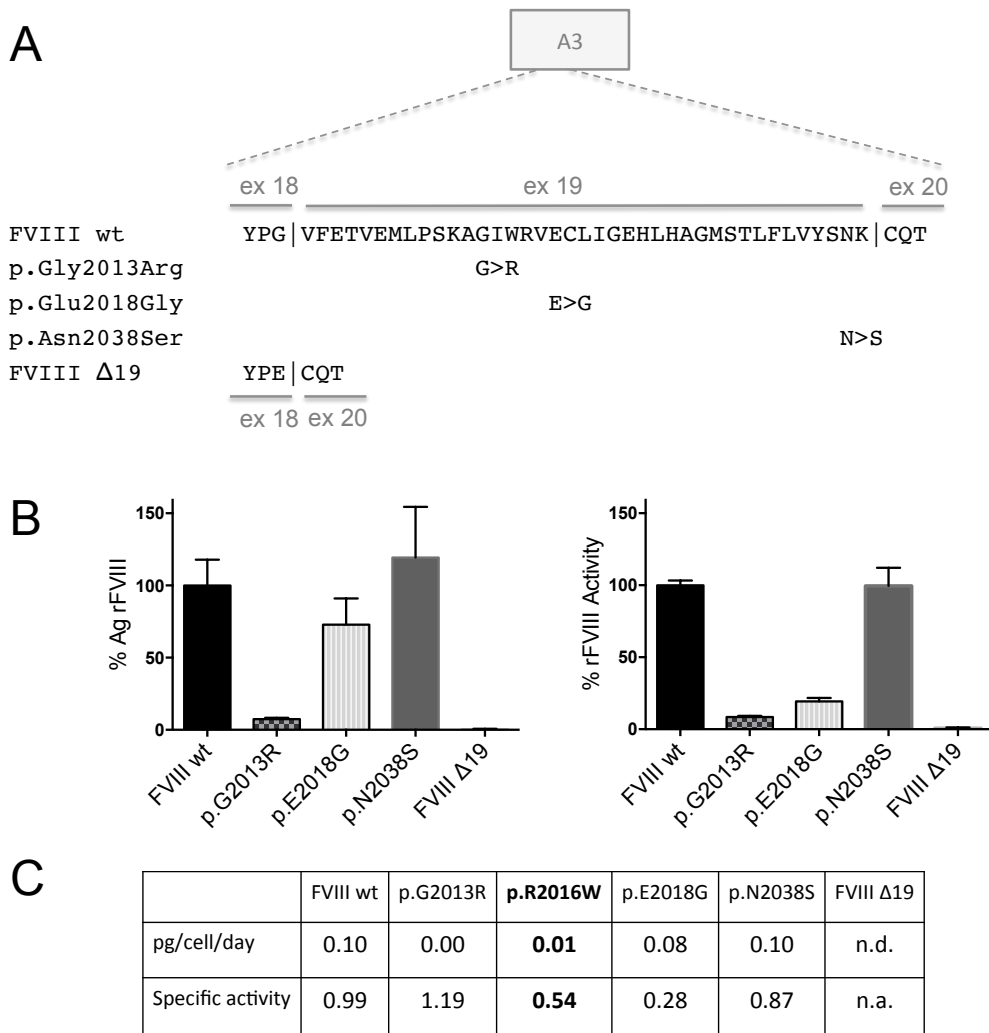 A
A3
ex 18 ex 19 ex 20
FVIII wt YPG|VFETVEMLPSKAGIWRVECLIGEHLHAGMSTLFLVYSNK|CQT
p.Gly2013Arg G>R
p.Glu2018Gly E>G
p.Asn2038Ser N>S
FVIII Δ19 YPE|CQT
ex 18 ex 20
B
% Ag rFVIII
150
100
50
0
FVIII wt
p.G2013R
p.E2018G
p.N2038S
FVIII Δ19
% rFVIII Activity
150
100
50
0
FVIII wt
p.G2013R
p.E2018G
p.N2038S
FVIII Δ19
C
FVIII wt p.G2013R p.R2016W p.E2018G p.N2038S FVIII Δ19
pg/cell/day 0.10 0.00 0.01 0.08 0.10 n.d.
Specific activity 0.99 1.19 0.54 0.28 0.87 n.a.